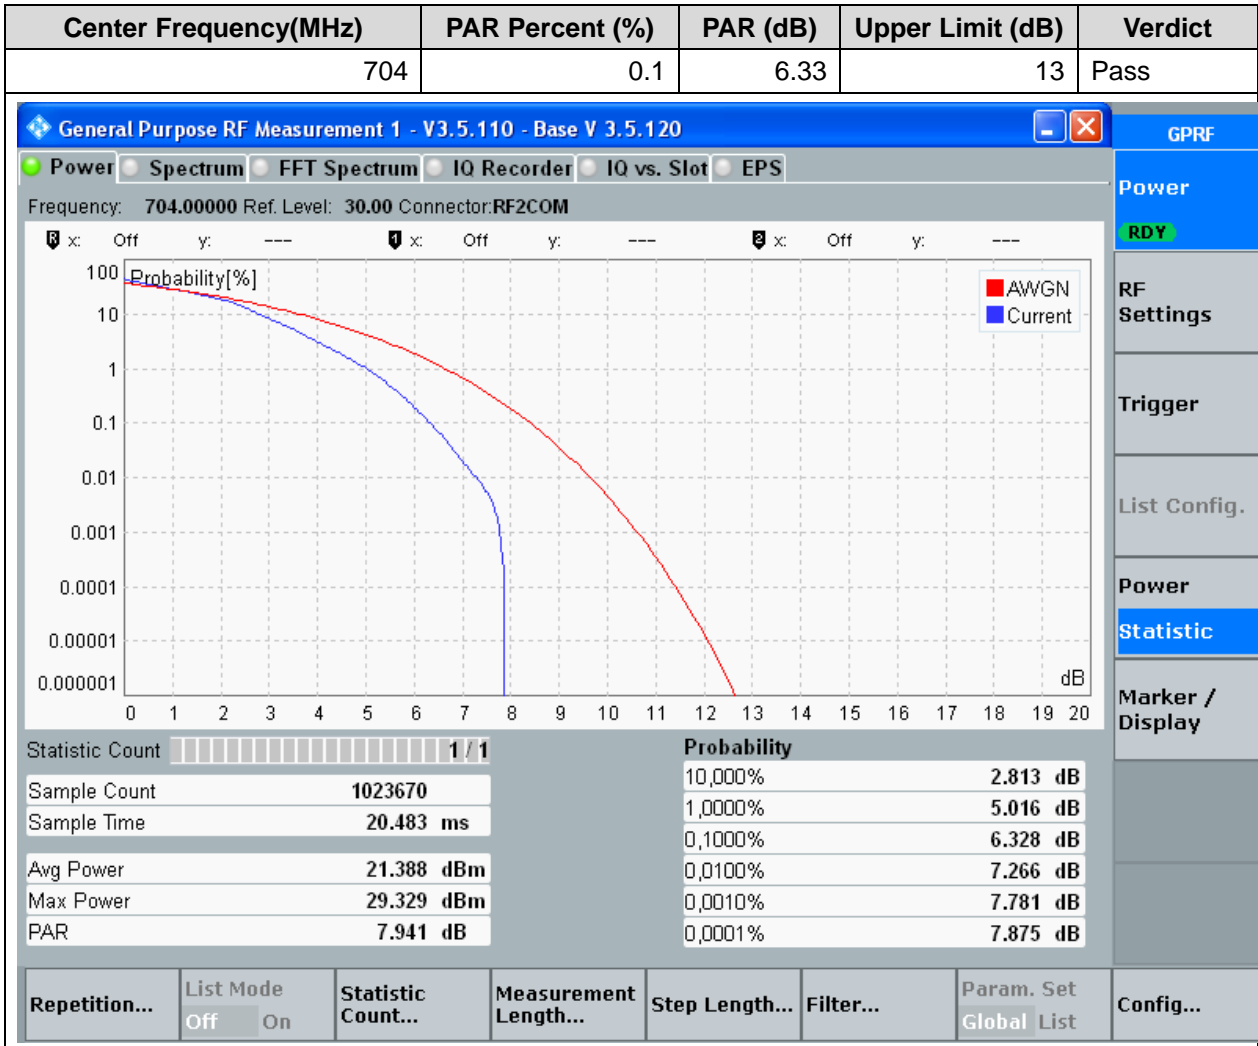 Center Frequency(MHz) PAR Percent (%) PAR (dB) Upper Limit (dB) Verdict
704 0.1 6.33 13 Pass
General Purpose RF Measurement 1 - V3.5.110 - Base V 3.5.120
GPRF
Power Spectrum FFT Spectrum IQ Recorder IQ vs. Slot EPS
Power
RDY
Frequency: 704.00000 Ref. Level: 30.00 Connector:RF2COM
R x: Off y: --- 1 x: Off y: --- 2 x: Off y: ---
Probability[%]
AWGN
Current
100
10
1
0.1
0.01
0.001
0.0001
0.00001
0.000001
dB
0 1 2 3 4 5 6 7 8 9 10 11 12 13 14 15 16 17 18 19 20
RF
Settings
Trigger
List Config.
Power
Statistic
Marker /
Display
Statistic Count 1 / 1
Sample Count 1023670
Sample Time 20.483 ms
Avg Power 21.388 dBm
Max Power 29.329 dBm
PAR 7.941 dB
Probability
10,000% 2.813 dB
1,0000% 5.016 dB
0,1000% 6.328 dB
0,0100% 7.266 dB
0,0010% 7.781 dB
0,0001% 7.875 dB
Repetition...
List Mode
Off On
Statistic
Count...
Measurement
Length...
Step Length...
Filter...
Param. Set
Global List
Config...